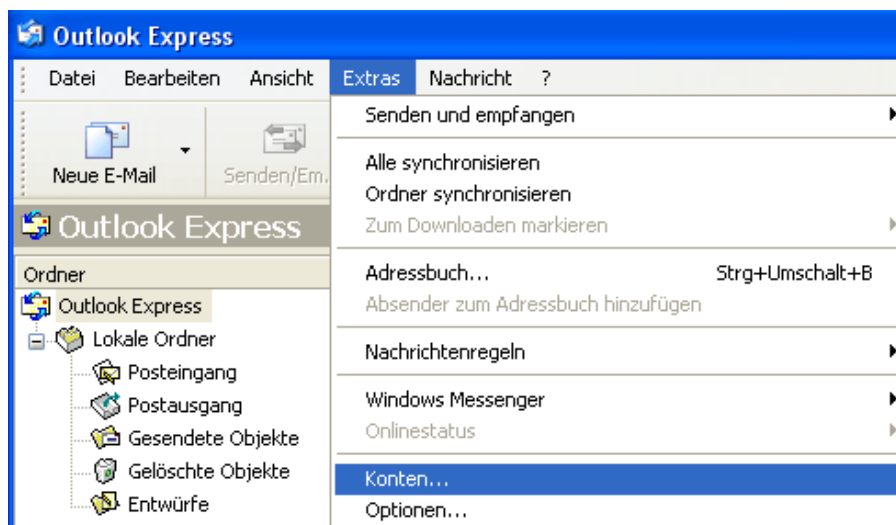 Outlook Express
Datei Bearbeiten Ansicht Extras Nachricht ?
Neue E-Mail
Senden/Em.
Outlook Express
Ordner
Outlook Express
Lokale Ordner
Posteingang
Postausgang
Gesendete Objekte
Gelöschte Objekte
Entwürfe
Senden und empfangen
Alle synchronisieren
Ordner synchronisieren
Zum Downloaden markieren
Adressbuch... Strg+Umschalt+B
Absender zum Adressbuch hinzufügen
Nachrichtenregeln
Windows Messenger
Onlinestatus
Konten...
Optionen...